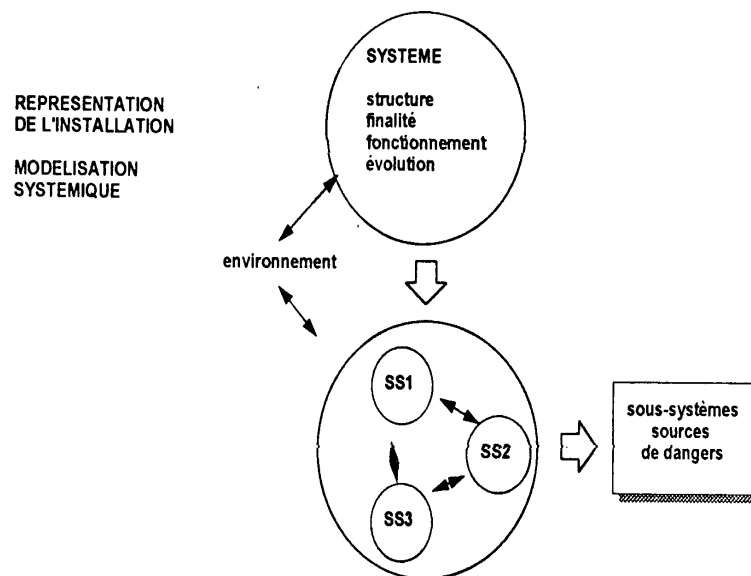 REPRESENTATION
DE L'INSTALLATION
MODELISATION
SYSTEMIQUE
SYSTEME
structure
finalité
fonctionnement
évolution
environnement
SS1
SS2
SS3
sous-systèmes
sources
de dangers